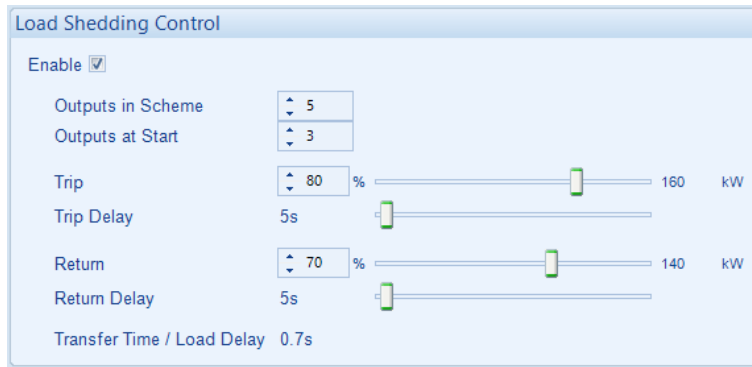 Load Shedding Control
Enable
Outputs in Scheme 5
Outputs at Start 3
Trip 80 % 160 kW
Trip Delay 5s
Return 70 % 140 kW
Return Delay 5s
Transfer Time / Load Delay 0.7s